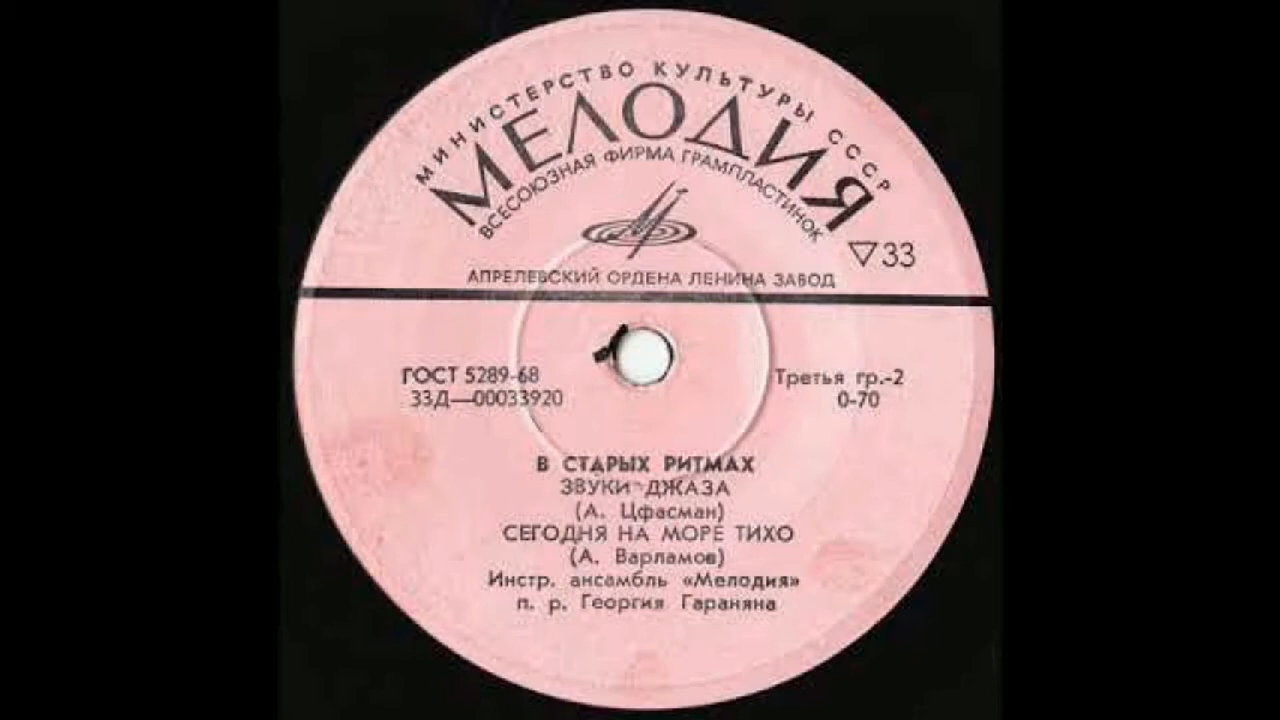 МИНИСТЕРСТВО КУЛЬТУРЫ СССР
МЕЛОДИЯ
ВСЕСОЮЗНАЯ ФИРМА ГРАМПЛАСТИНОК
▽33
АПРЕЛЕВСКИЙ ОРДЕНА ЛЕНИНА ЗАВОД
ГОСТ 5289-68
33Д—00033920
Третья гр.-2
0-70
В СТАРЫХ РИТМАХ
ЗВУКИ ДЖАЗА
(А. Цфасман)
СЕГОДНЯ НА МОРЕ ТИХО
(А. Варламов)
Инстр. ансамбль «Мелодия»
п. р. Георгия Гараняна